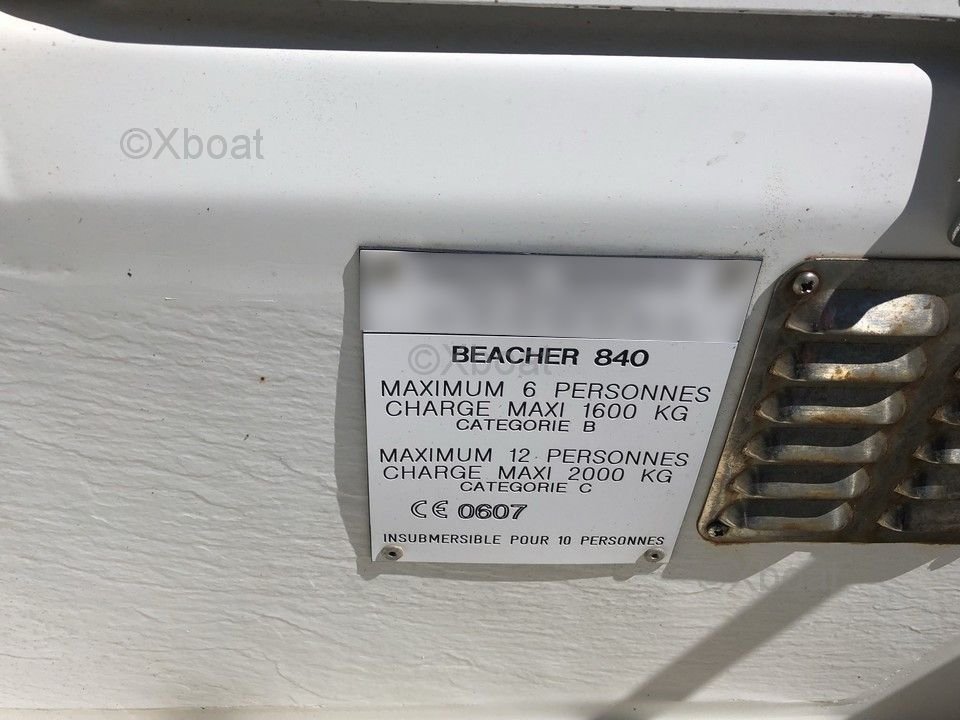 ©Xboat
©Xboat
BEACHER 840
MAXIMUM 6 PERSONNES
CHARGE MAXI 1600 KG
CATEGORIE B
MAXIMUM 12 PERSONNES
CHARGE MAXI 2000 KG
CATEGORIE C
CE 0607
INSUBMERSIBLE POUR 10 PERSONNES
©Xboat